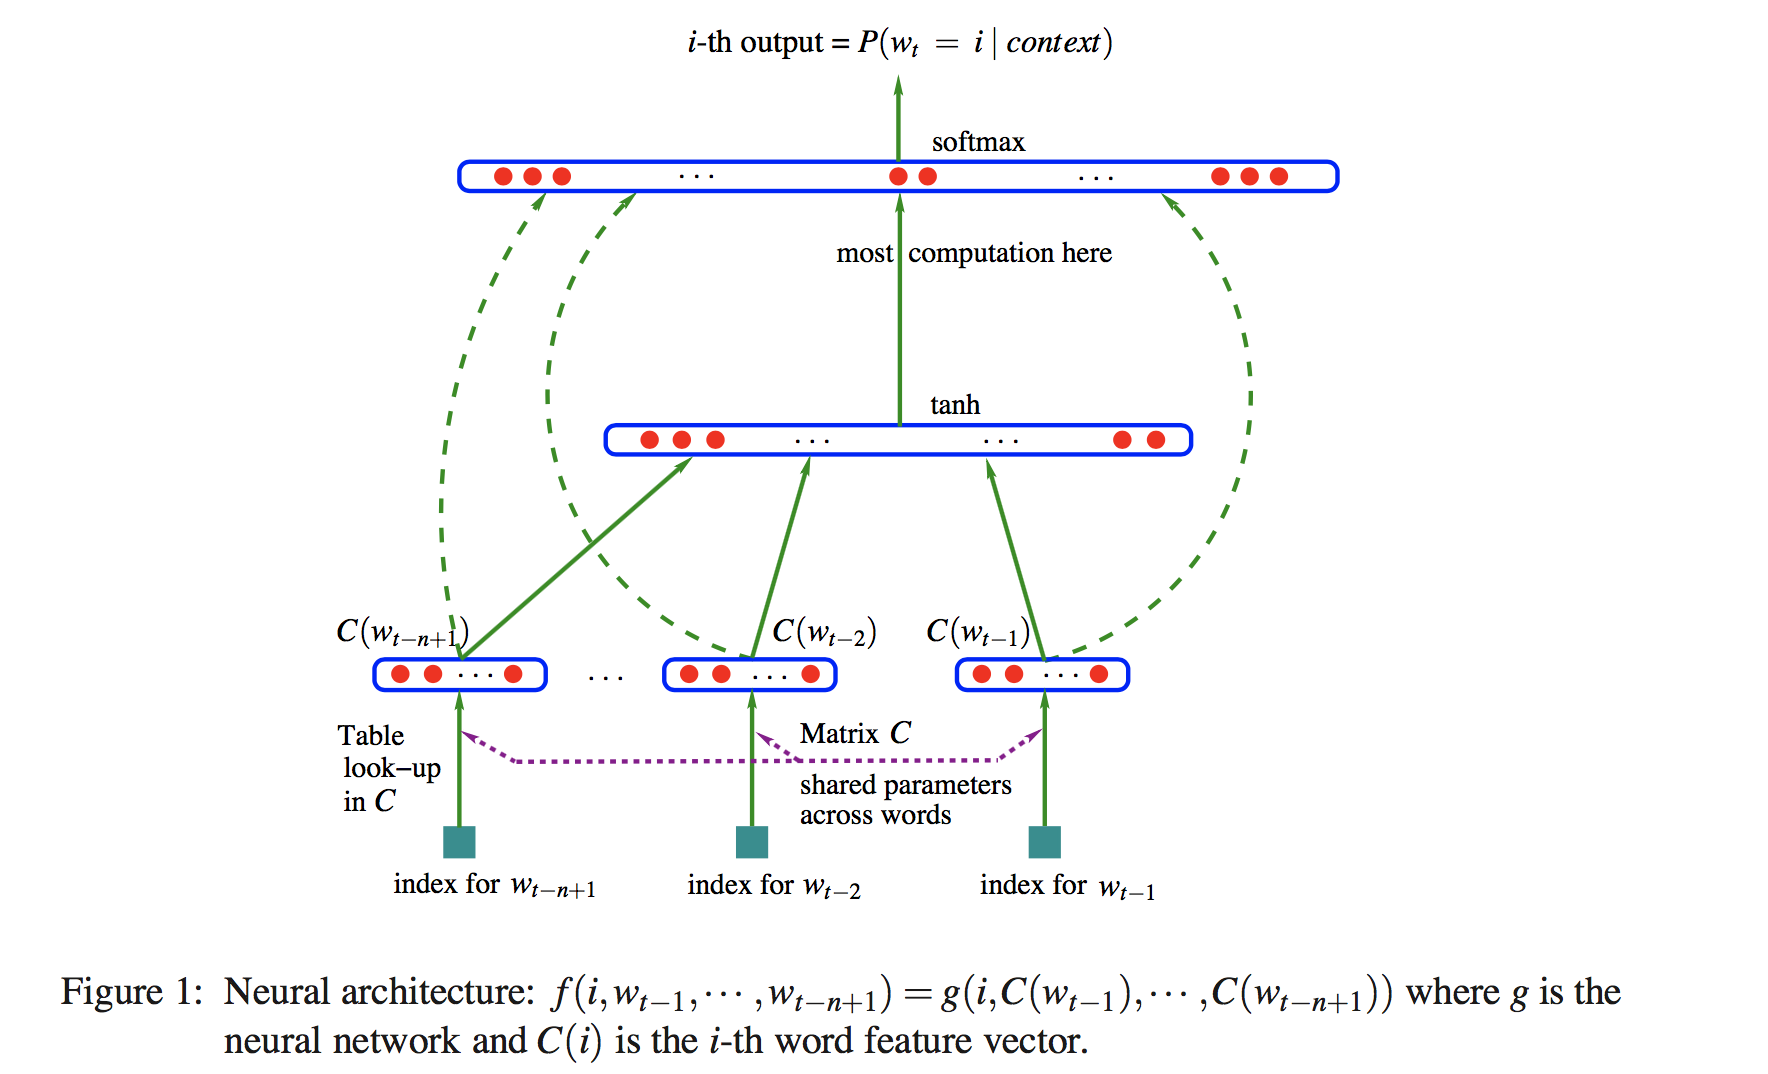 i-th output = P(w_t = i | context)
softmax
. . .
. . .
most computation here
tanh
. . .
. . .
C(w_{t−n+1})
C(w_{t−2})
C(w_{t−1})
. . .
. . .
. . .
. . .
Table
look−up
in C
Matrix C
shared parameters
across words
index for w_{t−n+1}
index for w_{t−2}
index for w_{t−1}
Figure 1: Neural architecture: f(i, w_{t−1}, ··· , w_{t−n+1}) = g(i, C(w_{t−1}), ··· , C(w_{t−n+1})) where g is the
neural network and C(i) is the i-th word feature vector.